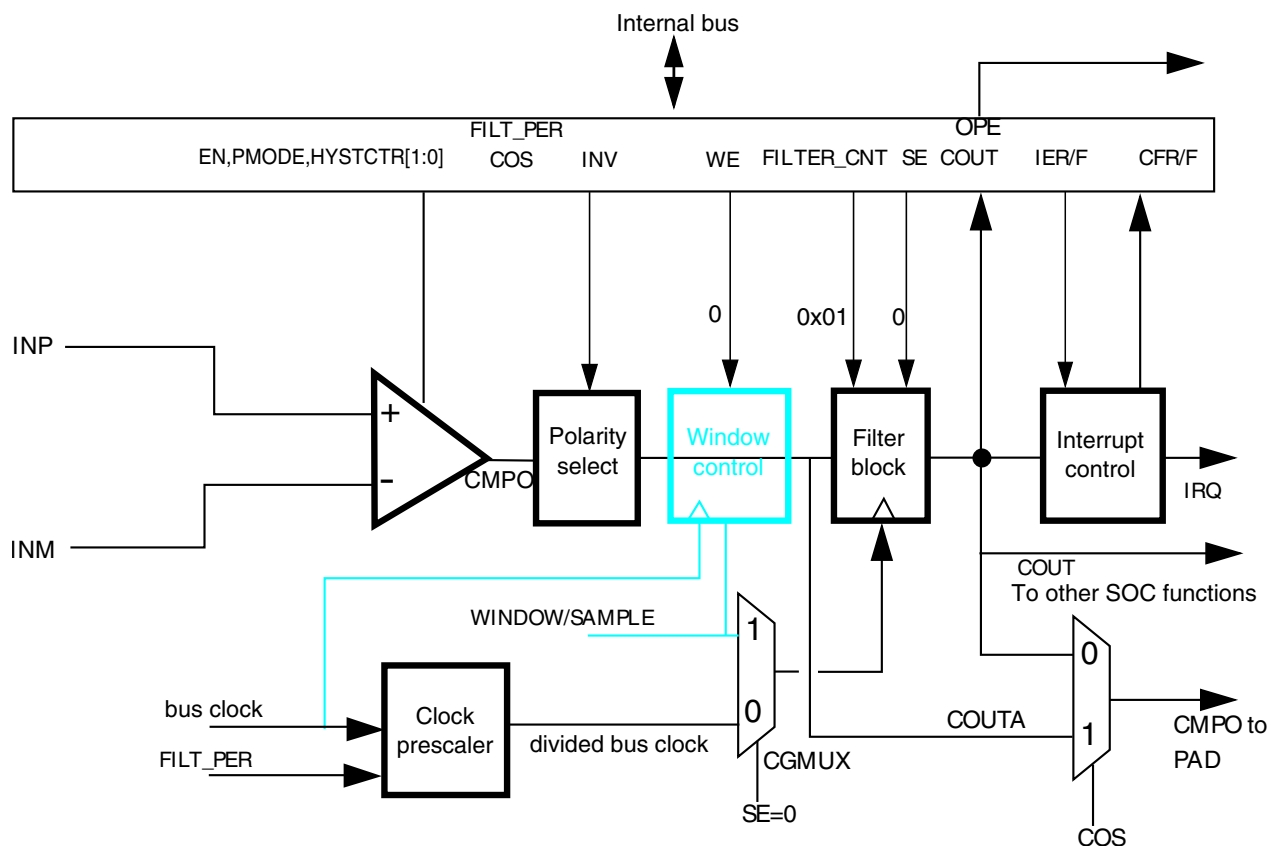 Internal bus
FILT_PER
OPE
EN,PMODE,HYSTCTR[1:0]
COS
INV
WE
FILTER_CNT
SE
COUT
IER/F
CFR/F
0
0x01
0
INP
+
-
INM
CMPO
Polarity
select
Window
control
Filter
block
Interrupt
control
IRQ
COUT
To other SOC functions
WINDOW/SAMPLE
1
0
CGMUX
SE=0
bus clock
FILT_PER
Clock
prescaler
divided bus clock
COUTA
0
1
CMPO to
PAD
COS